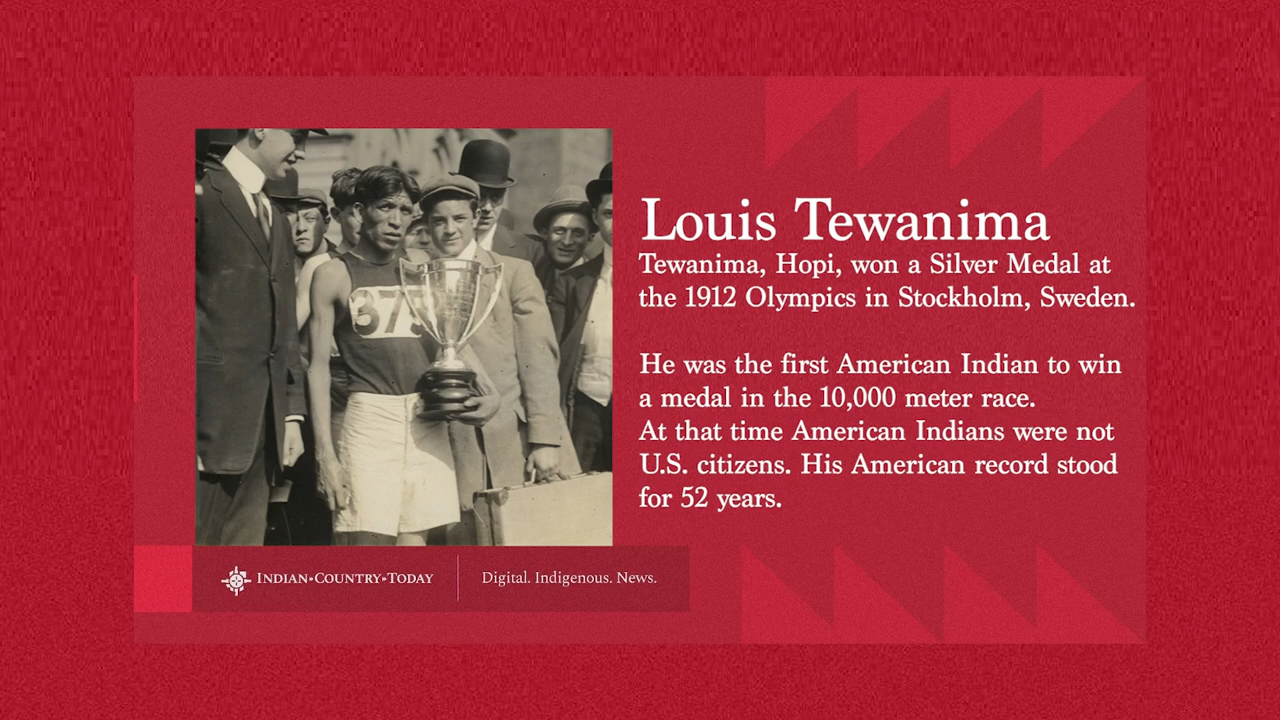 Louis Tewanima
Tewanima, Hopi, won a Silver Medal at
the 1912 Olympics in Stockholm, Sweden.
He was the first American Indian to win
a medal in the 10,000 meter race.
At that time American Indians were not
U.S. citizens. His American record stood
for 52 years.
INDIAN•COUNTRY•TODAY
Digital. Indigenous. News.